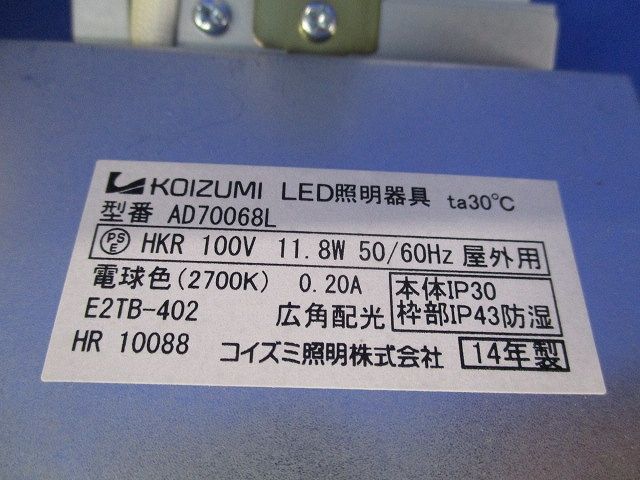 KOIZUMI LED照明器具 ta30℃
型番 AD70068L
PSE HKR 100V 11.8W 50/60Hz 屋外用
電球色(2700K) 0.20A 本体IP30
E2TB-402 広角配光 枠部IP43防湿
HR 10088 コイズミ照明株式会社 14年製